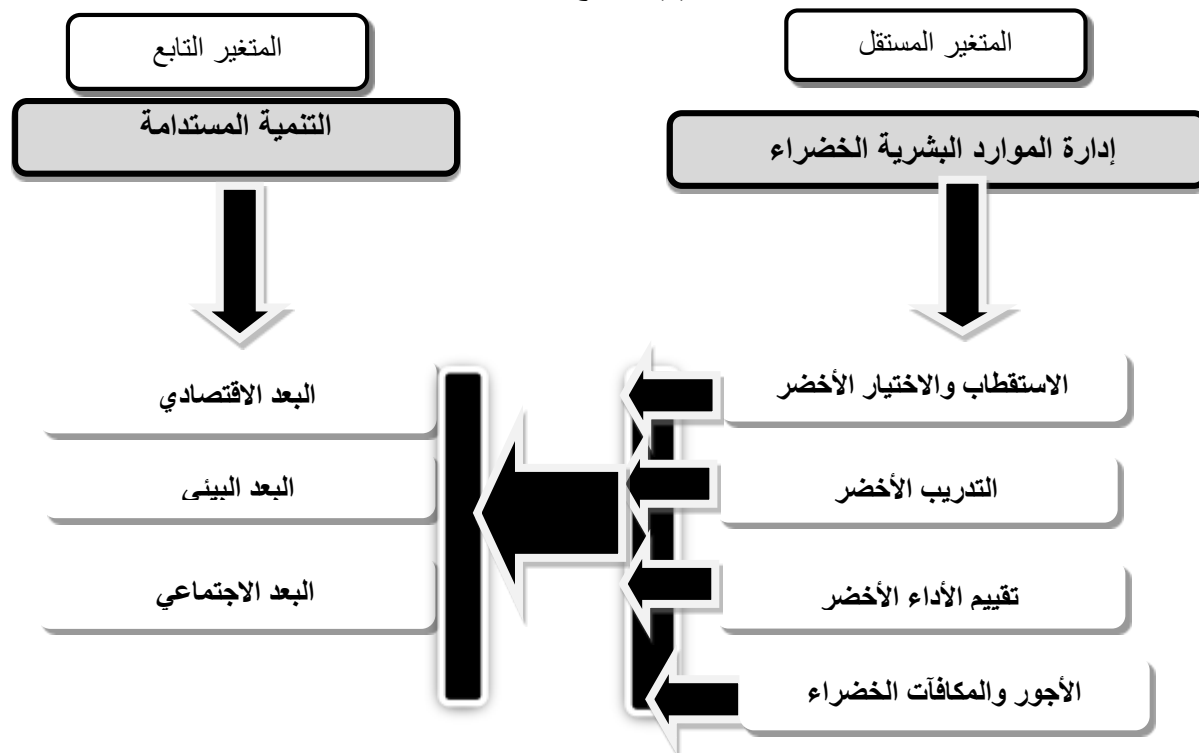 المتغير المستقل
المتغير التابع
إدارة الموارد البشرية الخضراء
التنمية المستدامة
الاستقطاب والاختيار الأخضر
البعد الاقتصادي
التدريب الأخضر
البعد البيئي
تقييم الأداء الأخضر
البعد الاجتماعي
الأجور والمكافآت الخضراء